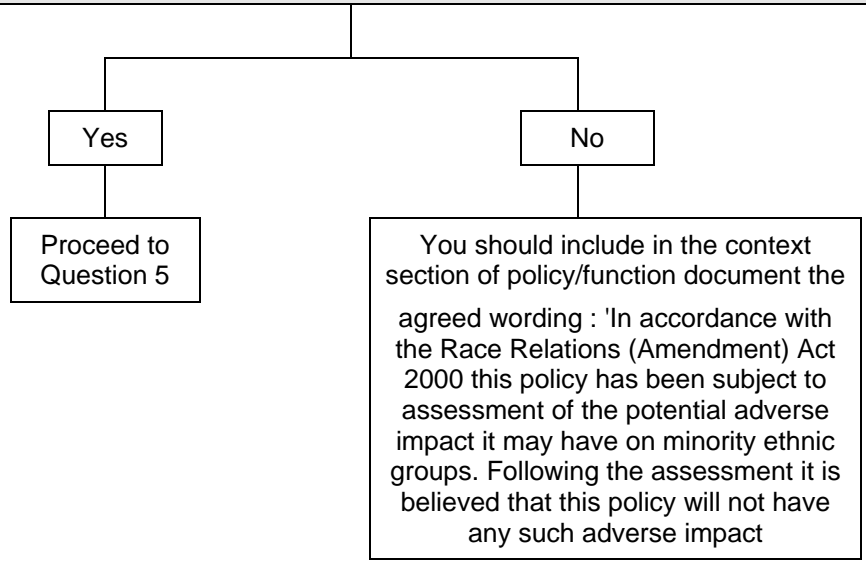 Yes
No
Proceed to
Question 5
You should include in the context
section of policy/function document the
agreed wording : 'In accordance with
the Race Relations (Amendment) Act
2000 this policy has been subject to
assessment of the potential adverse
impact it may have on minority ethnic
groups. Following the assessment it is
believed that this policy will not have
any such adverse impact